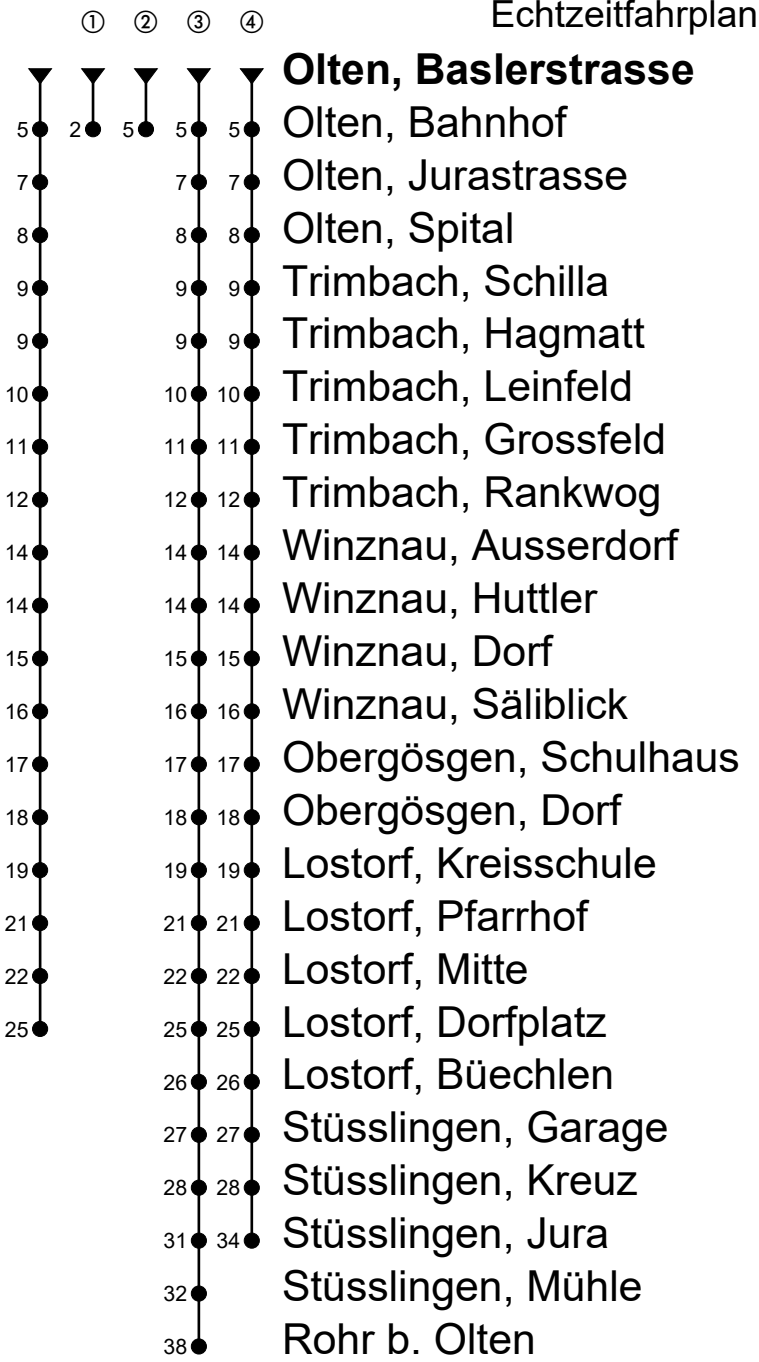 ① ② ③ ④ Echtzeitfahrplan
Olten, Baslerstrasse
5 2 5 5 5 Olten, Bahnhof
7 7 7 Olten, Jurastrasse
8 8 8 Olten, Spital
9 9 9 Trimbach, Schilla
9 9 9 Trimbach, Hagmatt
10 10 10 Trimbach, Leinfeld
11 11 11 Trimbach, Grossfeld
12 12 12 Trimbach, Rankwog
14 14 14 Winznau, Ausserdorf
14 14 14 Winznau, Huttler
15 15 15 Winznau, Dorf
16 16 16 Winznau, Säliblick
17 17 17 Obergösgen, Schulhaus
18 18 18 Obergösgen, Dorf
19 19 19 Lostorf, Kreisschule
21 21 21 Lostorf, Pfarrhof
22 22 22 Lostorf, Mitte
25 25 25 Lostorf, Dorfplatz
26 26 Lostorf, Büechlen
27 27 Stüsslingen, Garage
28 28 Stüsslingen, Kreuz
31 34 Stüsslingen, Jura
32 Stüsslingen, Mühle
38 Rohr b. Olten